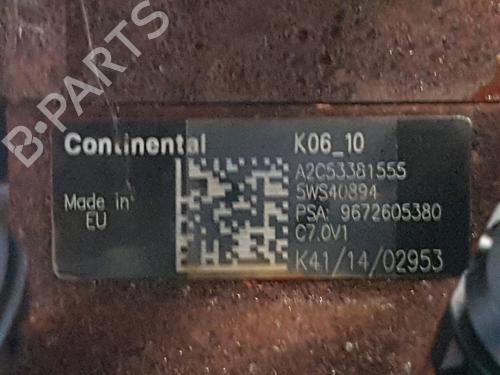 B-PARTS
Continental
K06_10
A2C53381555
5WS40894
PSA: 9672605380
C7.0V1
K41/14/02953
Made in
EU